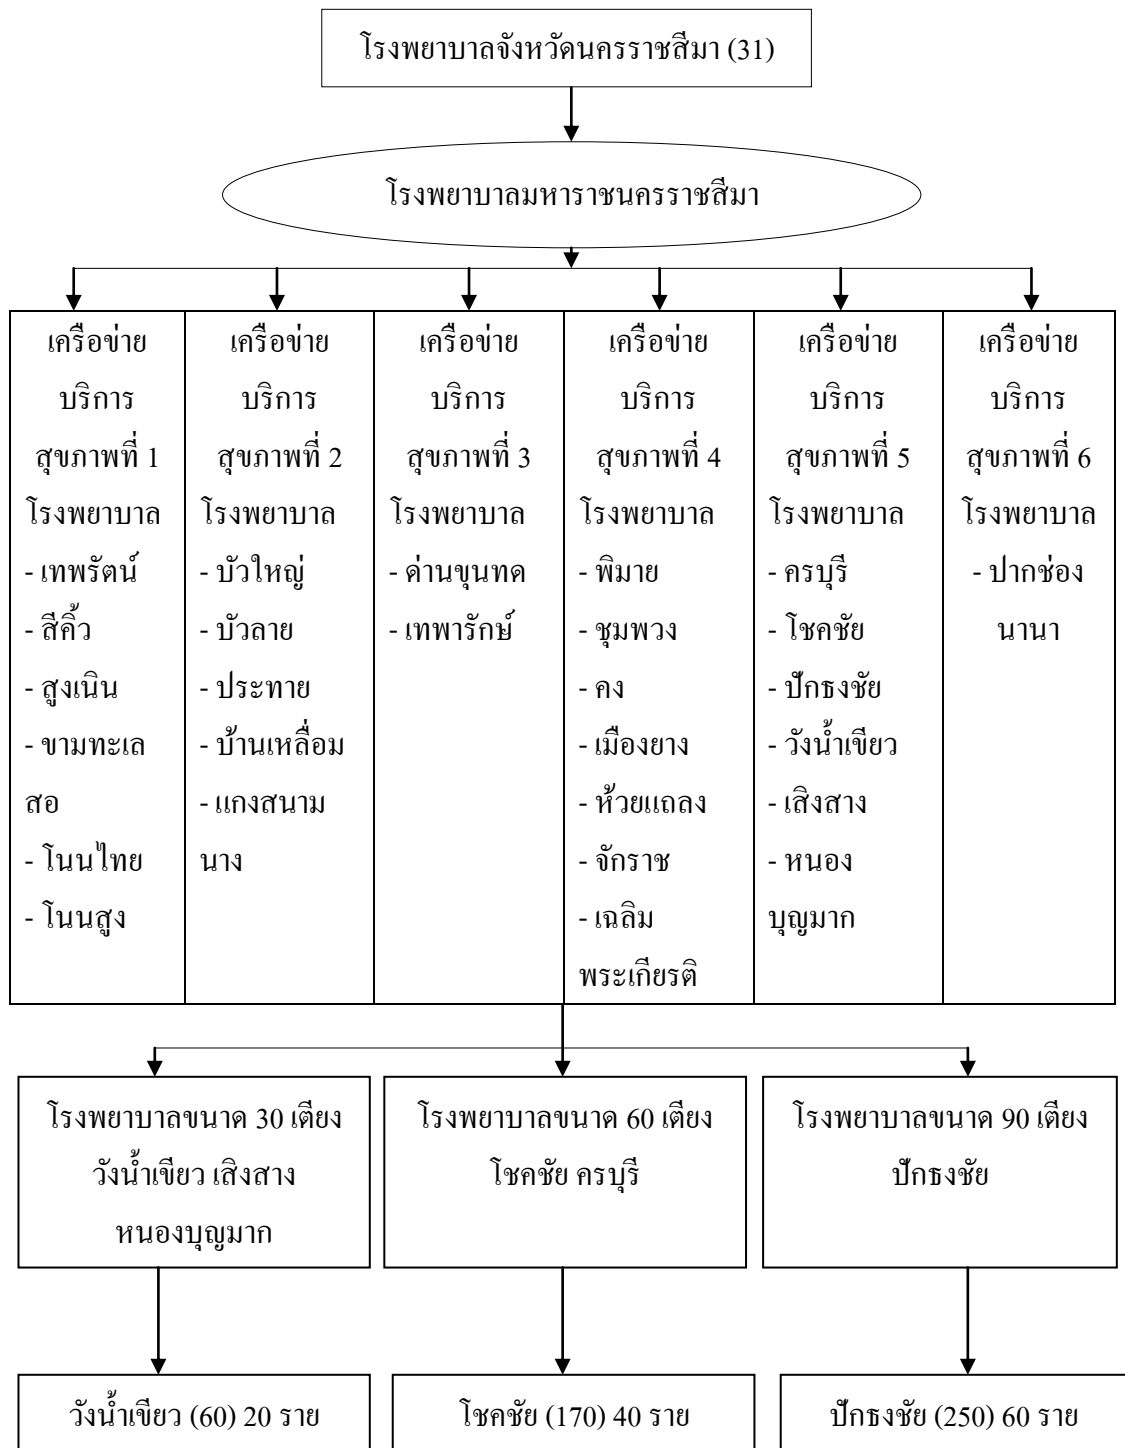 โรงพยาบาลจังหวัดนครราชสีมา (31)
โรงพยาบาลมหาราชนครราชสีมา
เครือข่าย
บริการ
สุขภาพที่ 1
โรงพยาบาล
- เทพรัตน์
- สีคิ้ว
- สูงเนิน
- ขามทะเล
สอ
- โนนไทย
- โนนสูง
เครือข่าย
บริการ
สุขภาพที่ 2
โรงพยาบาล
- บัวใหญ่
- บัวลาย
- ประทาย
- บ้านเหลื่อม
- แกงสนาม
นาง
เครือข่าย
บริการ
สุขภาพที่ 3
โรงพยาบาล
- ด่านขุนทด
- เทพารักษ์
เครือข่าย
บริการ
สุขภาพที่ 4
โรงพยาบาล
- พิมาย
- ชุมพวง
- คง
- เมืองยาง
- ห้วยแถลง
- จักราช
- เฉลิม
พระเกียรติ
เครือข่าย
บริการ
สุขภาพที่ 5
โรงพยาบาล
- ครบุรี
- โชคชัย
- ปักธงชัย
- วังน้ำเขียว
- เสิงสาง
- หนอง
บุญมาก
เครือข่าย
บริการ
สุขภาพที่ 6
โรงพยาบาล
- ปากช่อง
นานา
โรงพยาบาลขนาด 30 เตียง
วังน้ำเขียว เสิงสาง
หนองบุญมาก
โรงพยาบาลขนาด 60 เตียง
โชคชัย ครบุรี
โรงพยาบาลขนาด 90 เตียง
ปักธงชัย
วังน้ำเขียว (60) 20 ราย
โชคชัย (170) 40 ราย
ปักธงชัย (250) 60 ราย